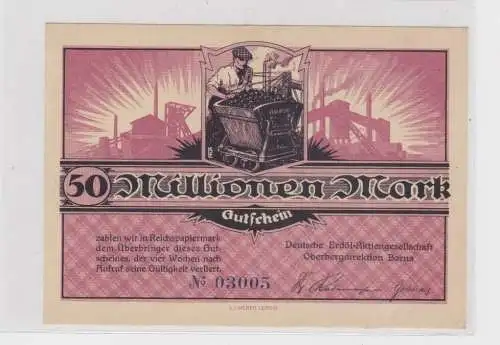 50 Millionen Mark
Gutschein
zahlen wir in Reichspapiermark
dem Überbringer dieses Gut-
scheines, der vier Wochen nach
Aufruf seine Gültigkeit verliert.
Deutsche Erdöl-Aktiengesellschaft
Oberbergdirektion Borna
№ 03005